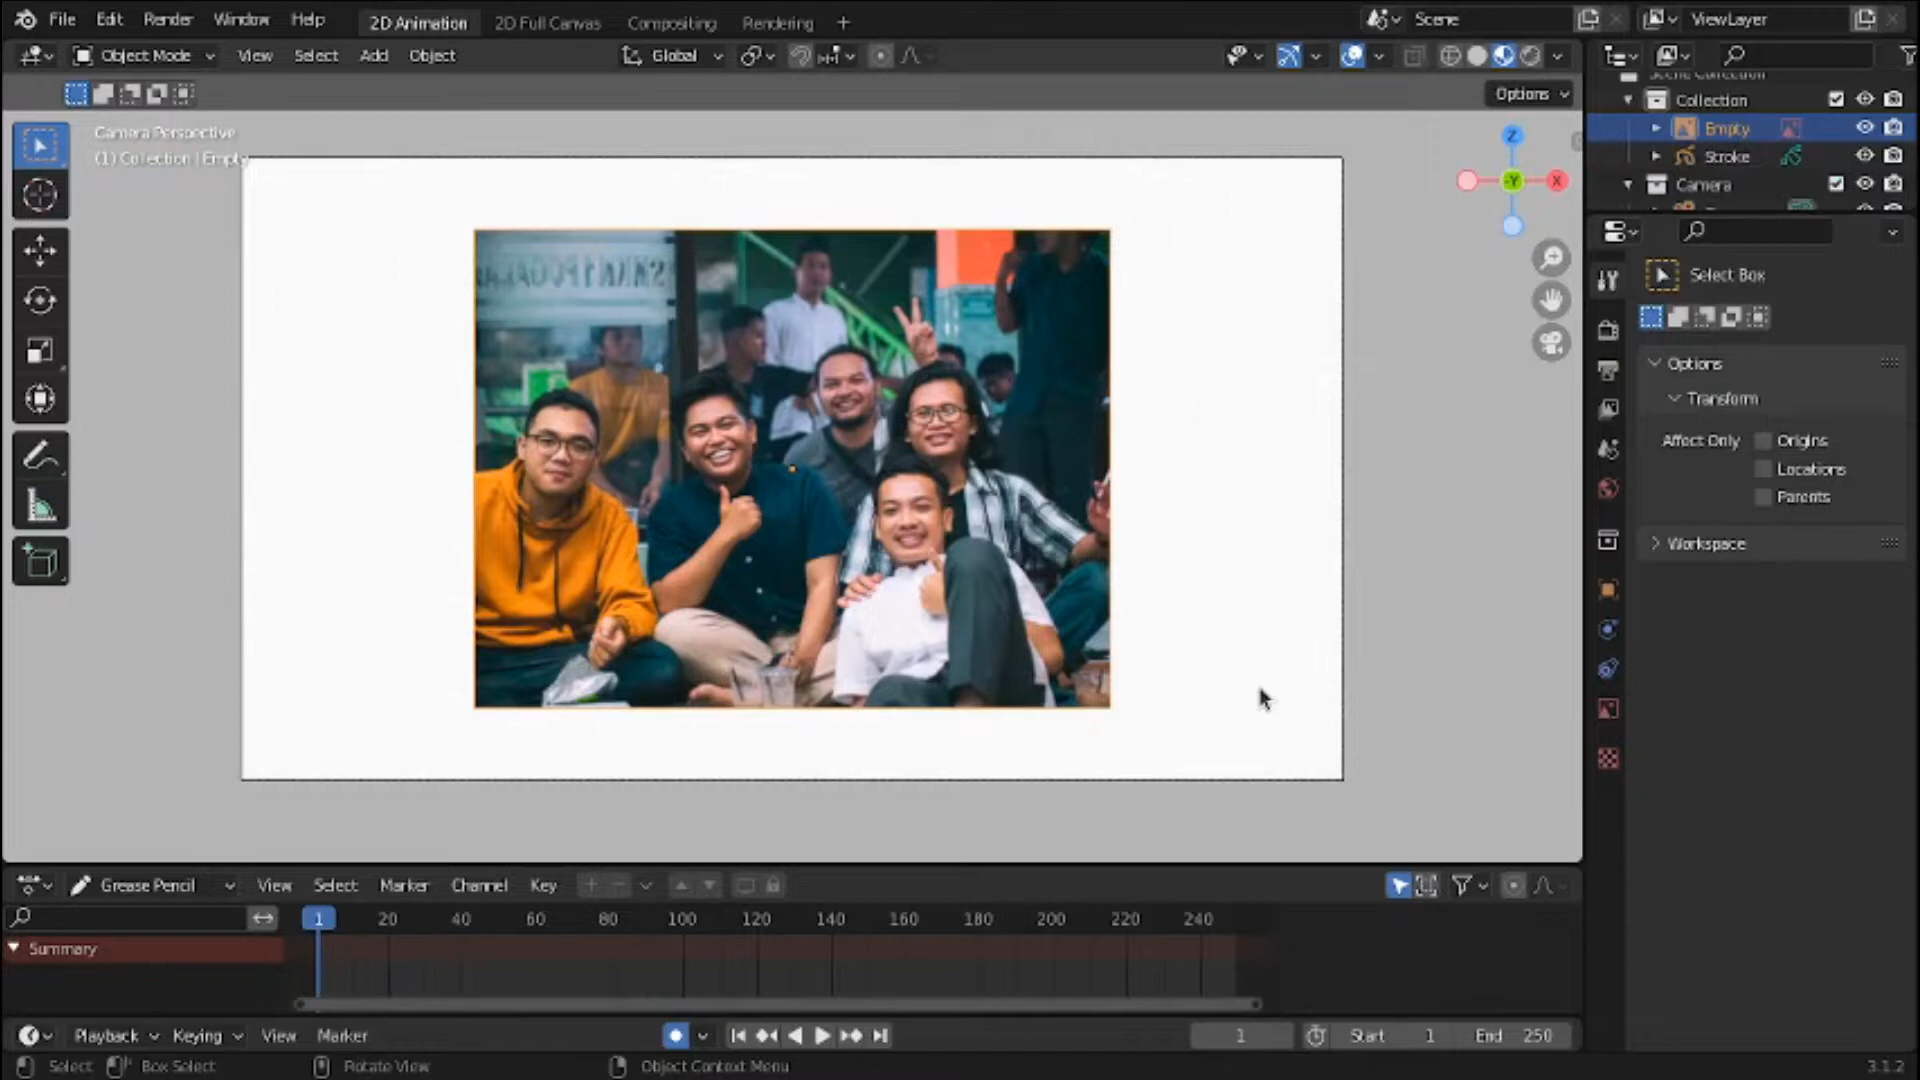 File Edit Render Window Help 2D Animation 2D Full Canvas Compositing Rendering + Scene ViewLayer
Object Mode View Select Add Object Global
Options
Camera Perspective
(1) Collection | Empty
Z
-Y X
Scene Collection
Collection
Empty
Stroke
Camera
Select Box
Options
Transform
Affect Only Origins
Locations
Parents
Workspace
Grease Pencil View Select Marker Channel Key
1 20 40 60 80 100 120 140 160 180 200 220 240
Summary
Playback Keying View Marker 1 Start 1 End 250
Select Box Select Rotate View Object Context Menu 3.1.2